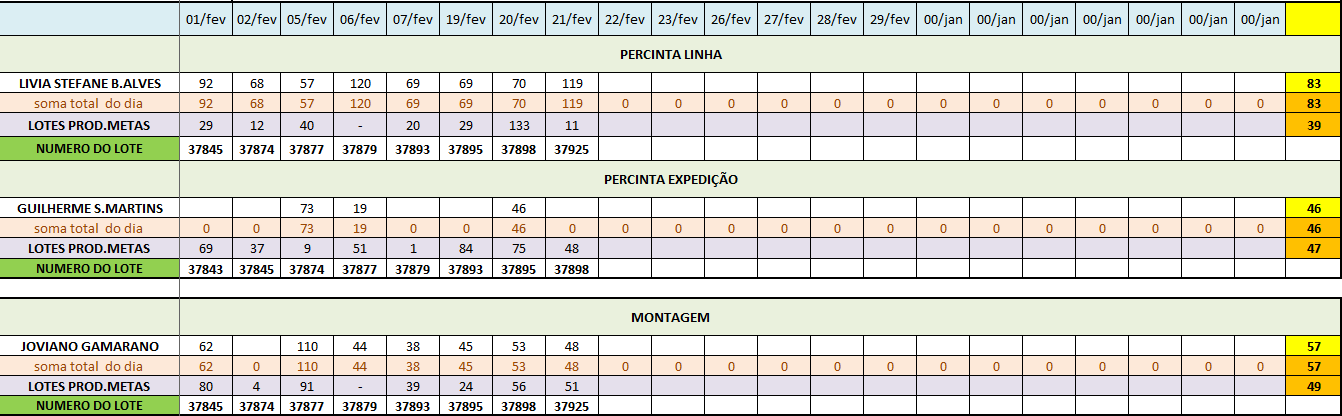 01/fev 02/fev 05/fev 06/fev 07/fev 19/fev 20/fev 21/fev 22/fev 23/fev 26/fev 27/fev 28/fev 29/fev 00/jan 00/jan 00/jan 00/jan 00/jan 00/jan 00/jan
PERCINTA LINHA
LIVIA STEFANE B.ALVES 92 68 57 120 69 69 70 119 83
soma total do dia 92 68 57 120 69 69 70 119 0 0 0 0 0 0 0 0 0 0 0 0 0 83
LOTES PROD.METAS 29 12 40 - 20 29 133 11 39
NUMERO DO LOTE 37845 37874 37877 37879 37893 37895 37898 37925
PERCINTA EXPEDIÇÃO
GUILHERME S.MARTINS 73 19 46 46
soma total do dia 0 0 73 19 0 0 46 0 0 0 0 0 0 0 0 0 0 0 0 0 0 46
LOTES PROD.METAS 69 37 9 51 1 84 75 48 47
NUMERO DO LOTE 37843 37845 37874 37877 37879 37893 37895 37898
MONTAGEM
JOVIANO GAMARANO 62 110 44 38 45 53 48 57
soma total do dia 62 0 110 44 38 45 53 48 0 0 0 0 0 0 0 0 0 0 0 0 0 57
LOTES PROD.METAS 80 4 91 - 39 24 56 51 49
NUMERO DO LOTE 37845 37874 37877 37879 37893 37895 37898 37925